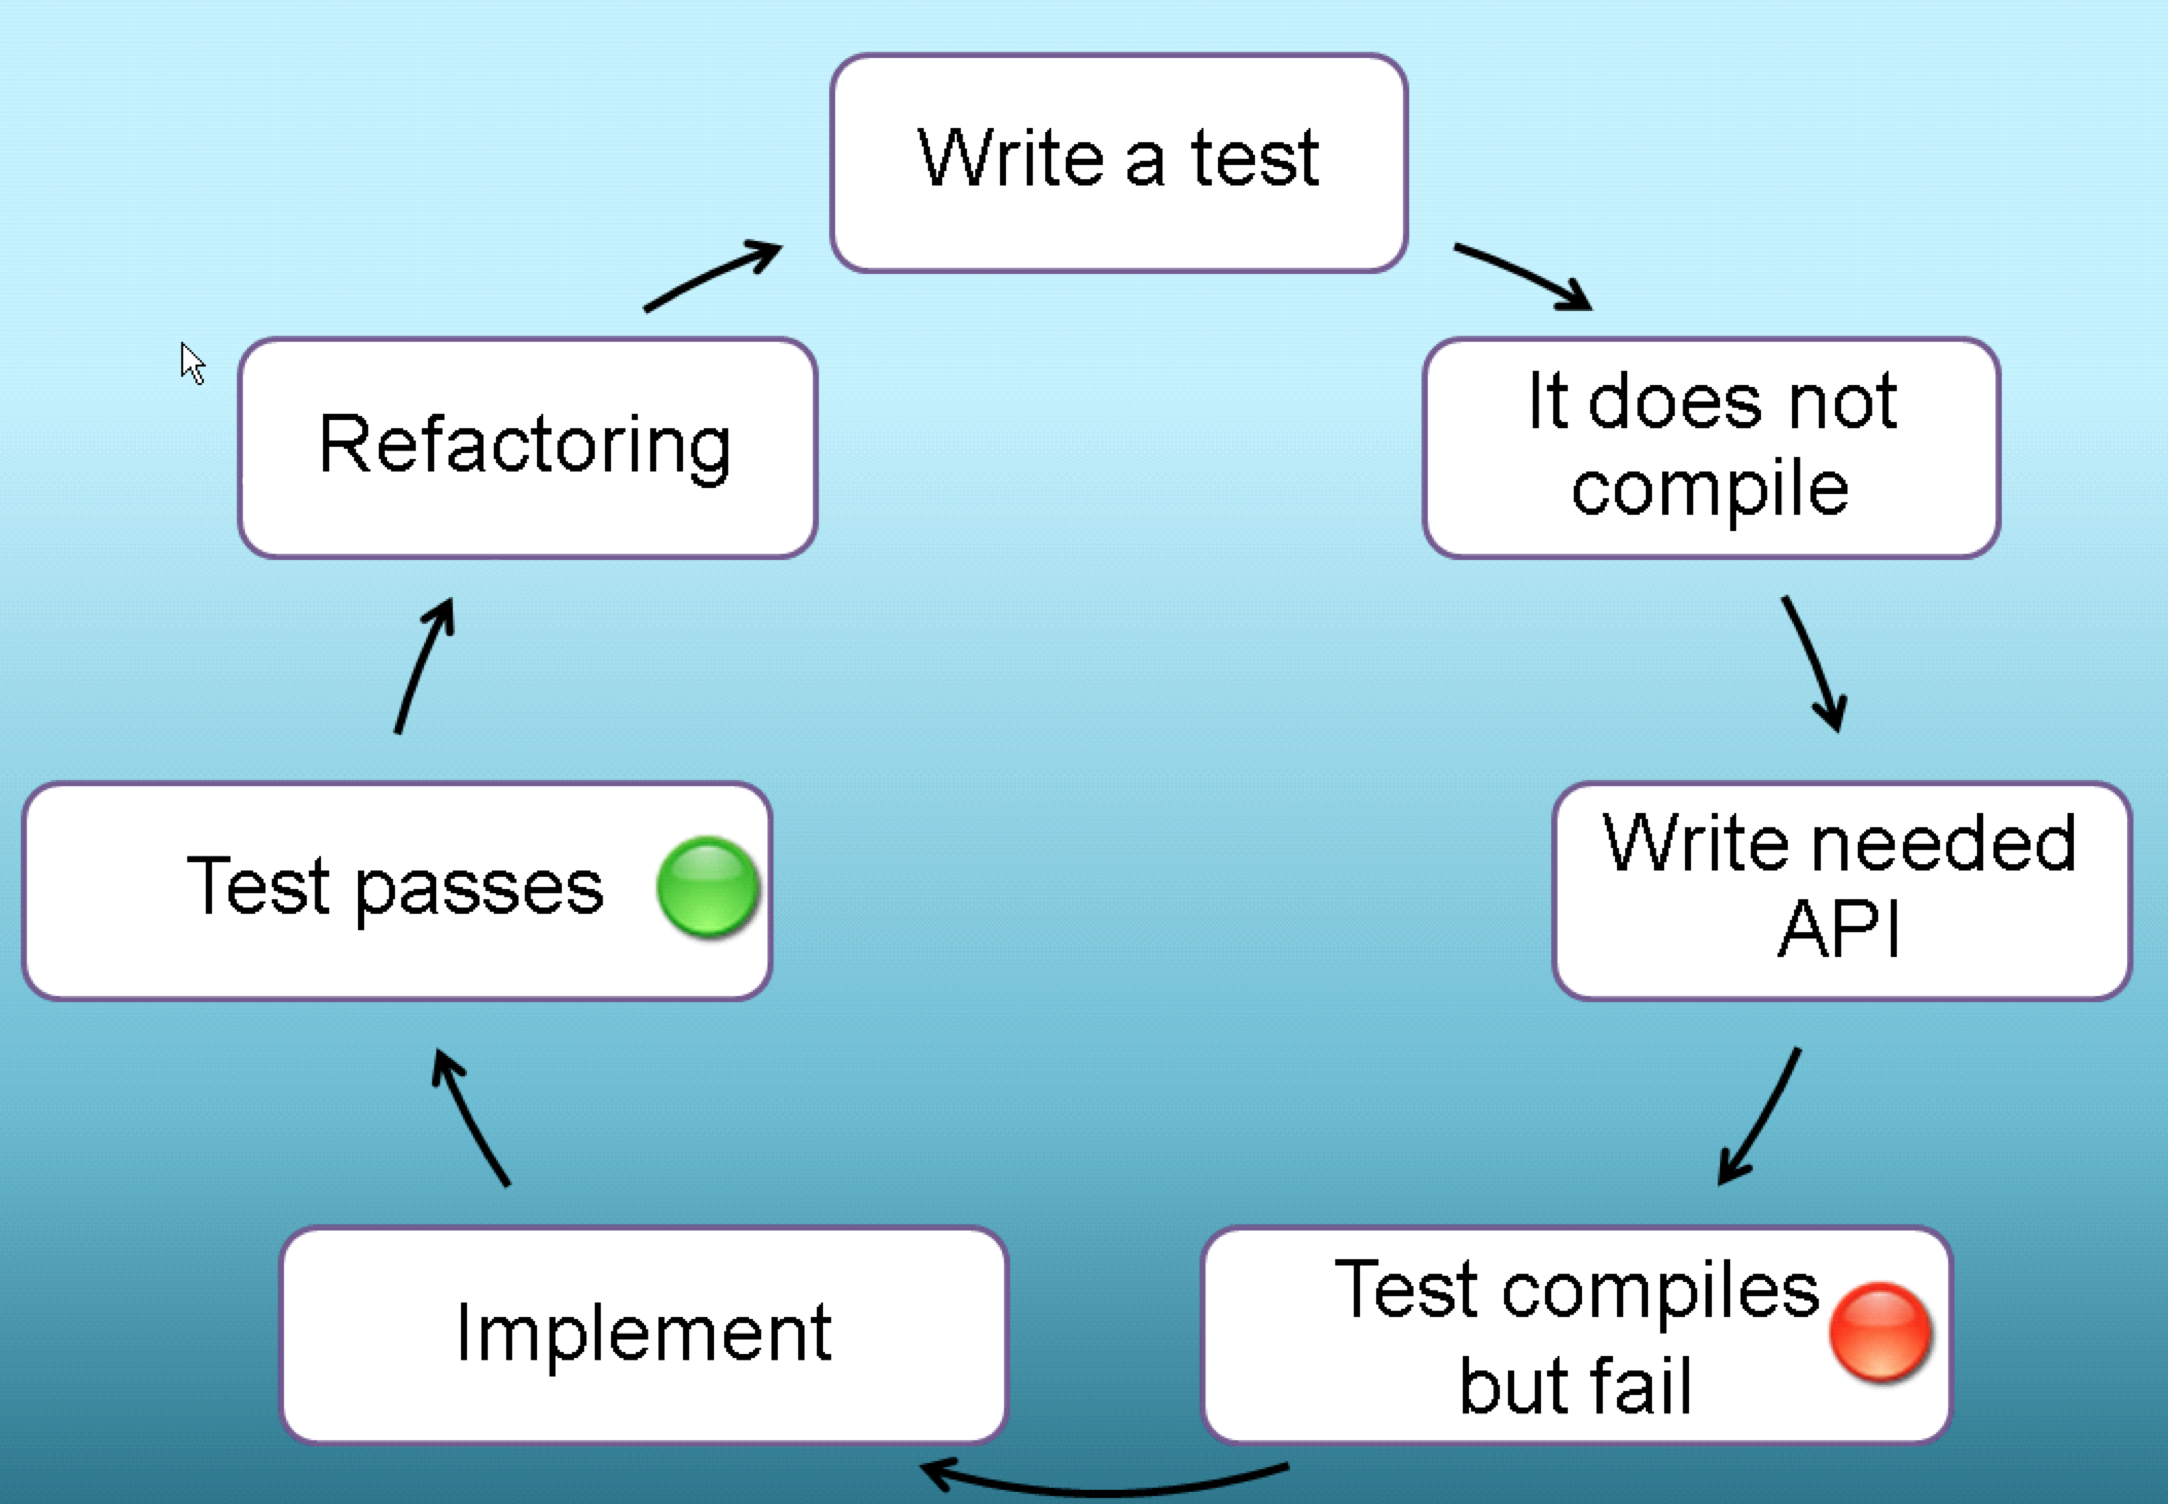 Write a test
It does not
compile
Write needed
API
Test compiles
but fail
Implement
Test passes
Refactoring